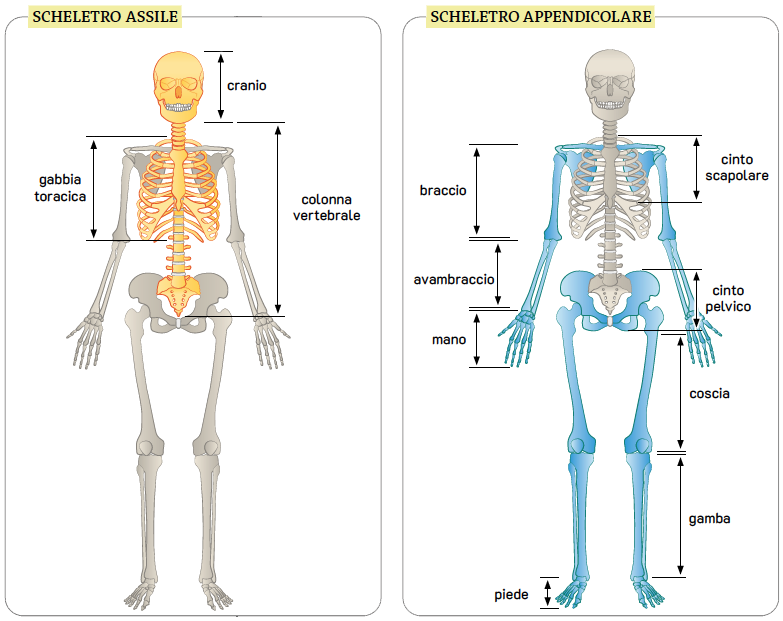 SCHELETRO ASSILE
cranio
gabbia
toracica
colonna
vertebrale
SCHELETRO APPENDICOLARE
braccio
cinto
scapolare
avambraccio
cinto
pelvico
mano
coscia
gamba
piede